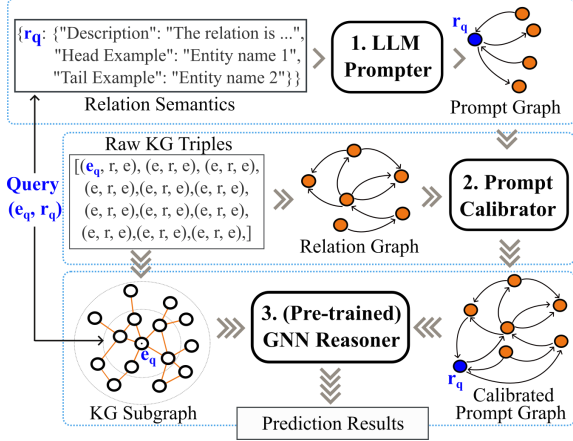 {rq: {"Description": "The relation is ...",
"Head Example": "Entity name 1",
"Tail Example": "Entity name 2"}}
Relation Semantics
1. LLM
Prompter
rq
Prompt Graph
Query
(eq, rq)
Raw KG Triples
[(eq, r, e), (e, r, e), (e, r, e),
(e, r, e),(e, r, e),(e, r, e),
(e, r, e),(e, r, e),(e, r, e),
(e, r, e),(e, r, e),(e, r, e),]
Relation Graph
2. Prompt
Calibrator
eq
KG Subgraph
3. (Pre-trained)
GNN Reasoner
rq
Calibrated
Prompt Graph
Prediction Results